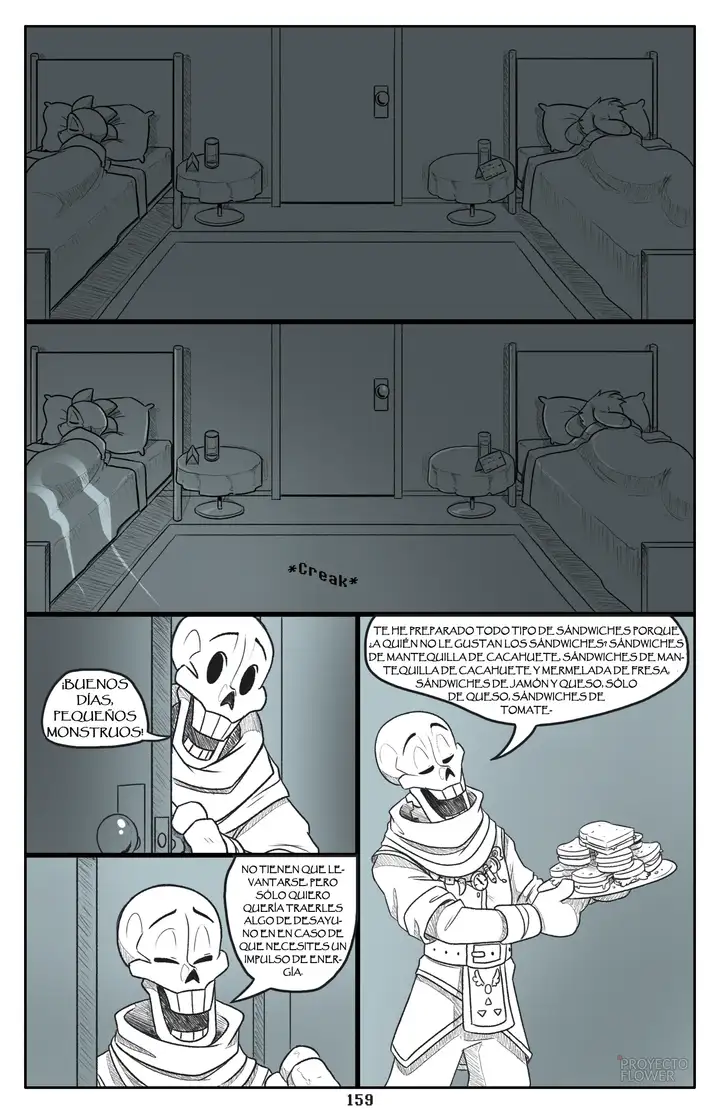 *Creak*
¡BUENOS
DÍAS,
PEQUEÑOS
MONSTRUOS!
NO TIENEN QUE LE-
VANTARSE, PERO
SÓLO QUIERO
QUERÍA TRAERLES
ALGO DE DESAYU-
NO EN EN CASO DE
QUE NECESITES UN
IMPULSO DE ENER-
GÍA.
TE HE PREPARADO TODO TIPO DE SÁNDWICHES PORQUE
¿A QUIÉN NO LE GUSTAN LOS SÁNDWICHES? SÁNDWICHES
DE MANTEQUILLA DE CACAHUETE, SÁNDWICHES DE MAN-
TEQUILLA DE CACAHUETE Y MERMELADA DE FRESA,
SÁNDWICHES DE JAMÓN Y QUESO, SÓLO
DE QUESO, SÁNDWICHES DE
TOMATE-
PROYECTO
FLOWER
159